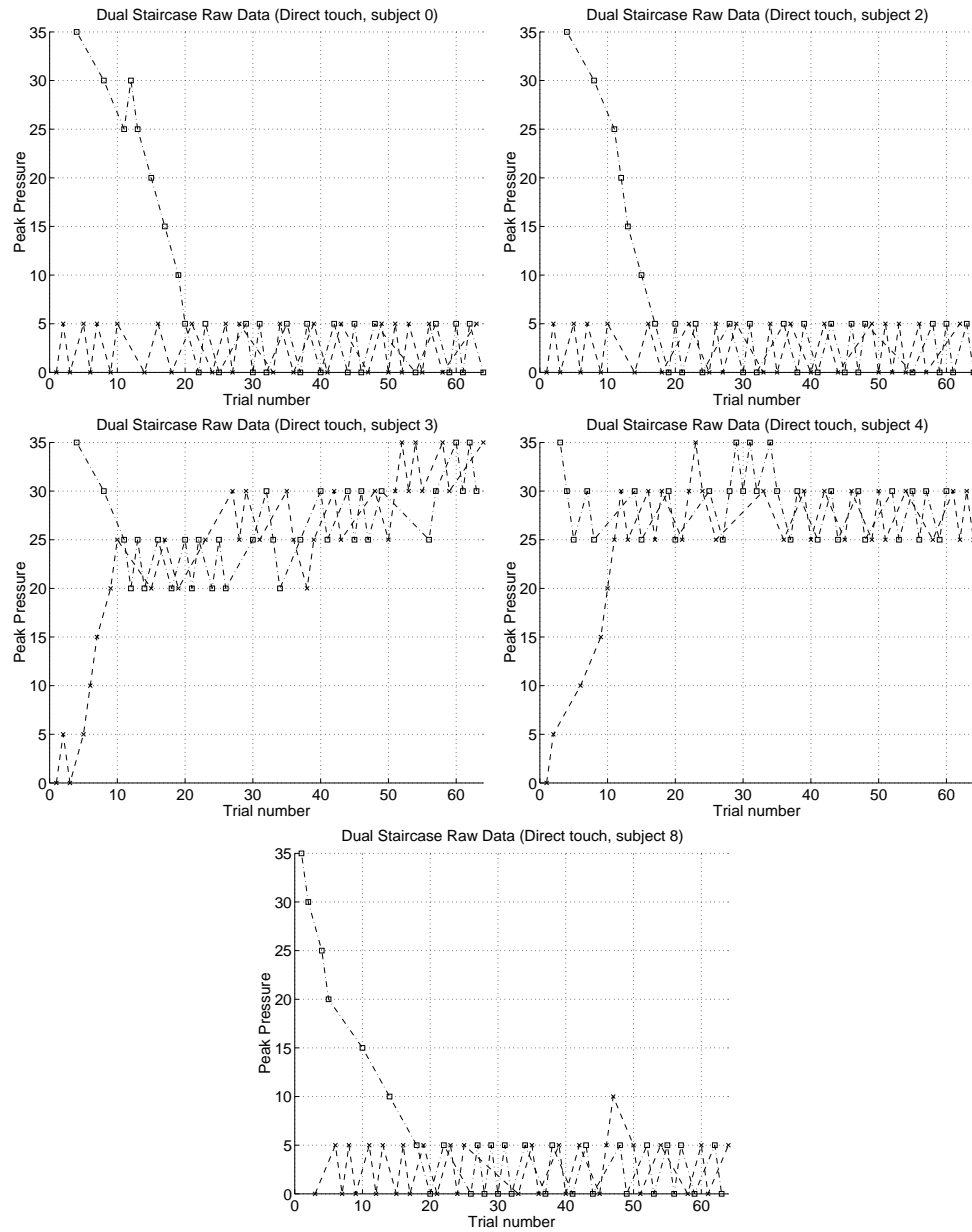 Dual Staircase Raw Data (Direct touch, subject 0)
35
30
25
20
15
10
5
0
Peak Pressure
0 10 20 30 40 50 60
Trial number
Dual Staircase Raw Data (Direct touch, subject 2)
35
30
25
20
15
10
5
0
Peak Pressure
0 10 20 30 40 50 60
Trial number
Dual Staircase Raw Data (Direct touch, subject 3)
35
30
25
20
15
10
5
0
Peak Pressure
0 10 20 30 40 50 60
Trial number
Dual Staircase Raw Data (Direct touch, subject 4)
35
30
25
20
15
10
5
0
Peak Pressure
0 10 20 30 40 50 60
Trial number
Dual Staircase Raw Data (Direct touch, subject 8)
35
30
25
20
15
10
5
0
Peak Pressure
0 10 20 30 40 50 60
Trial number